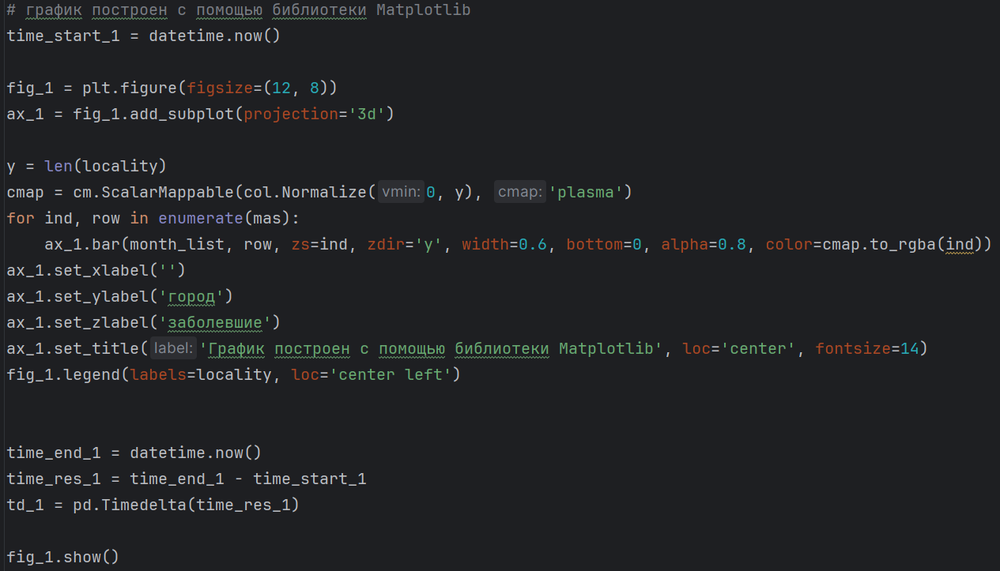 # график построен с помощью библиотеки Matplotlib
time_start_1 = datetime.now()
fig_1 = plt.figure(figsize=(12, 8))
ax_1 = fig_1.add_subplot(projection='3d')
y = len(locality)
cmap = cm.ScalarMappable(col.Normalize(vmin:0, y), cmap:'plasma')
for ind, row in enumerate(mas):
    ax_1.bar(month_list, row, zs=ind, zdir='y', width=0.6, bottom=0, alpha=0.8, color=cmap.to_rgba(ind))
ax_1.set_xlabel('')
ax_1.set_ylabel('город')
ax_1.set_zlabel('заболевшие')
ax_1.set_title(label:'График построен с помощью библиотеки Matplotlib', loc='center', fontsize=14)
fig_1.legend(labels=locality, loc='center left')
time_end_1 = datetime.now()
time_res_1 = time_end_1 - time_start_1
td_1 = pd.Timedelta(time_res_1)
fig_1.show()